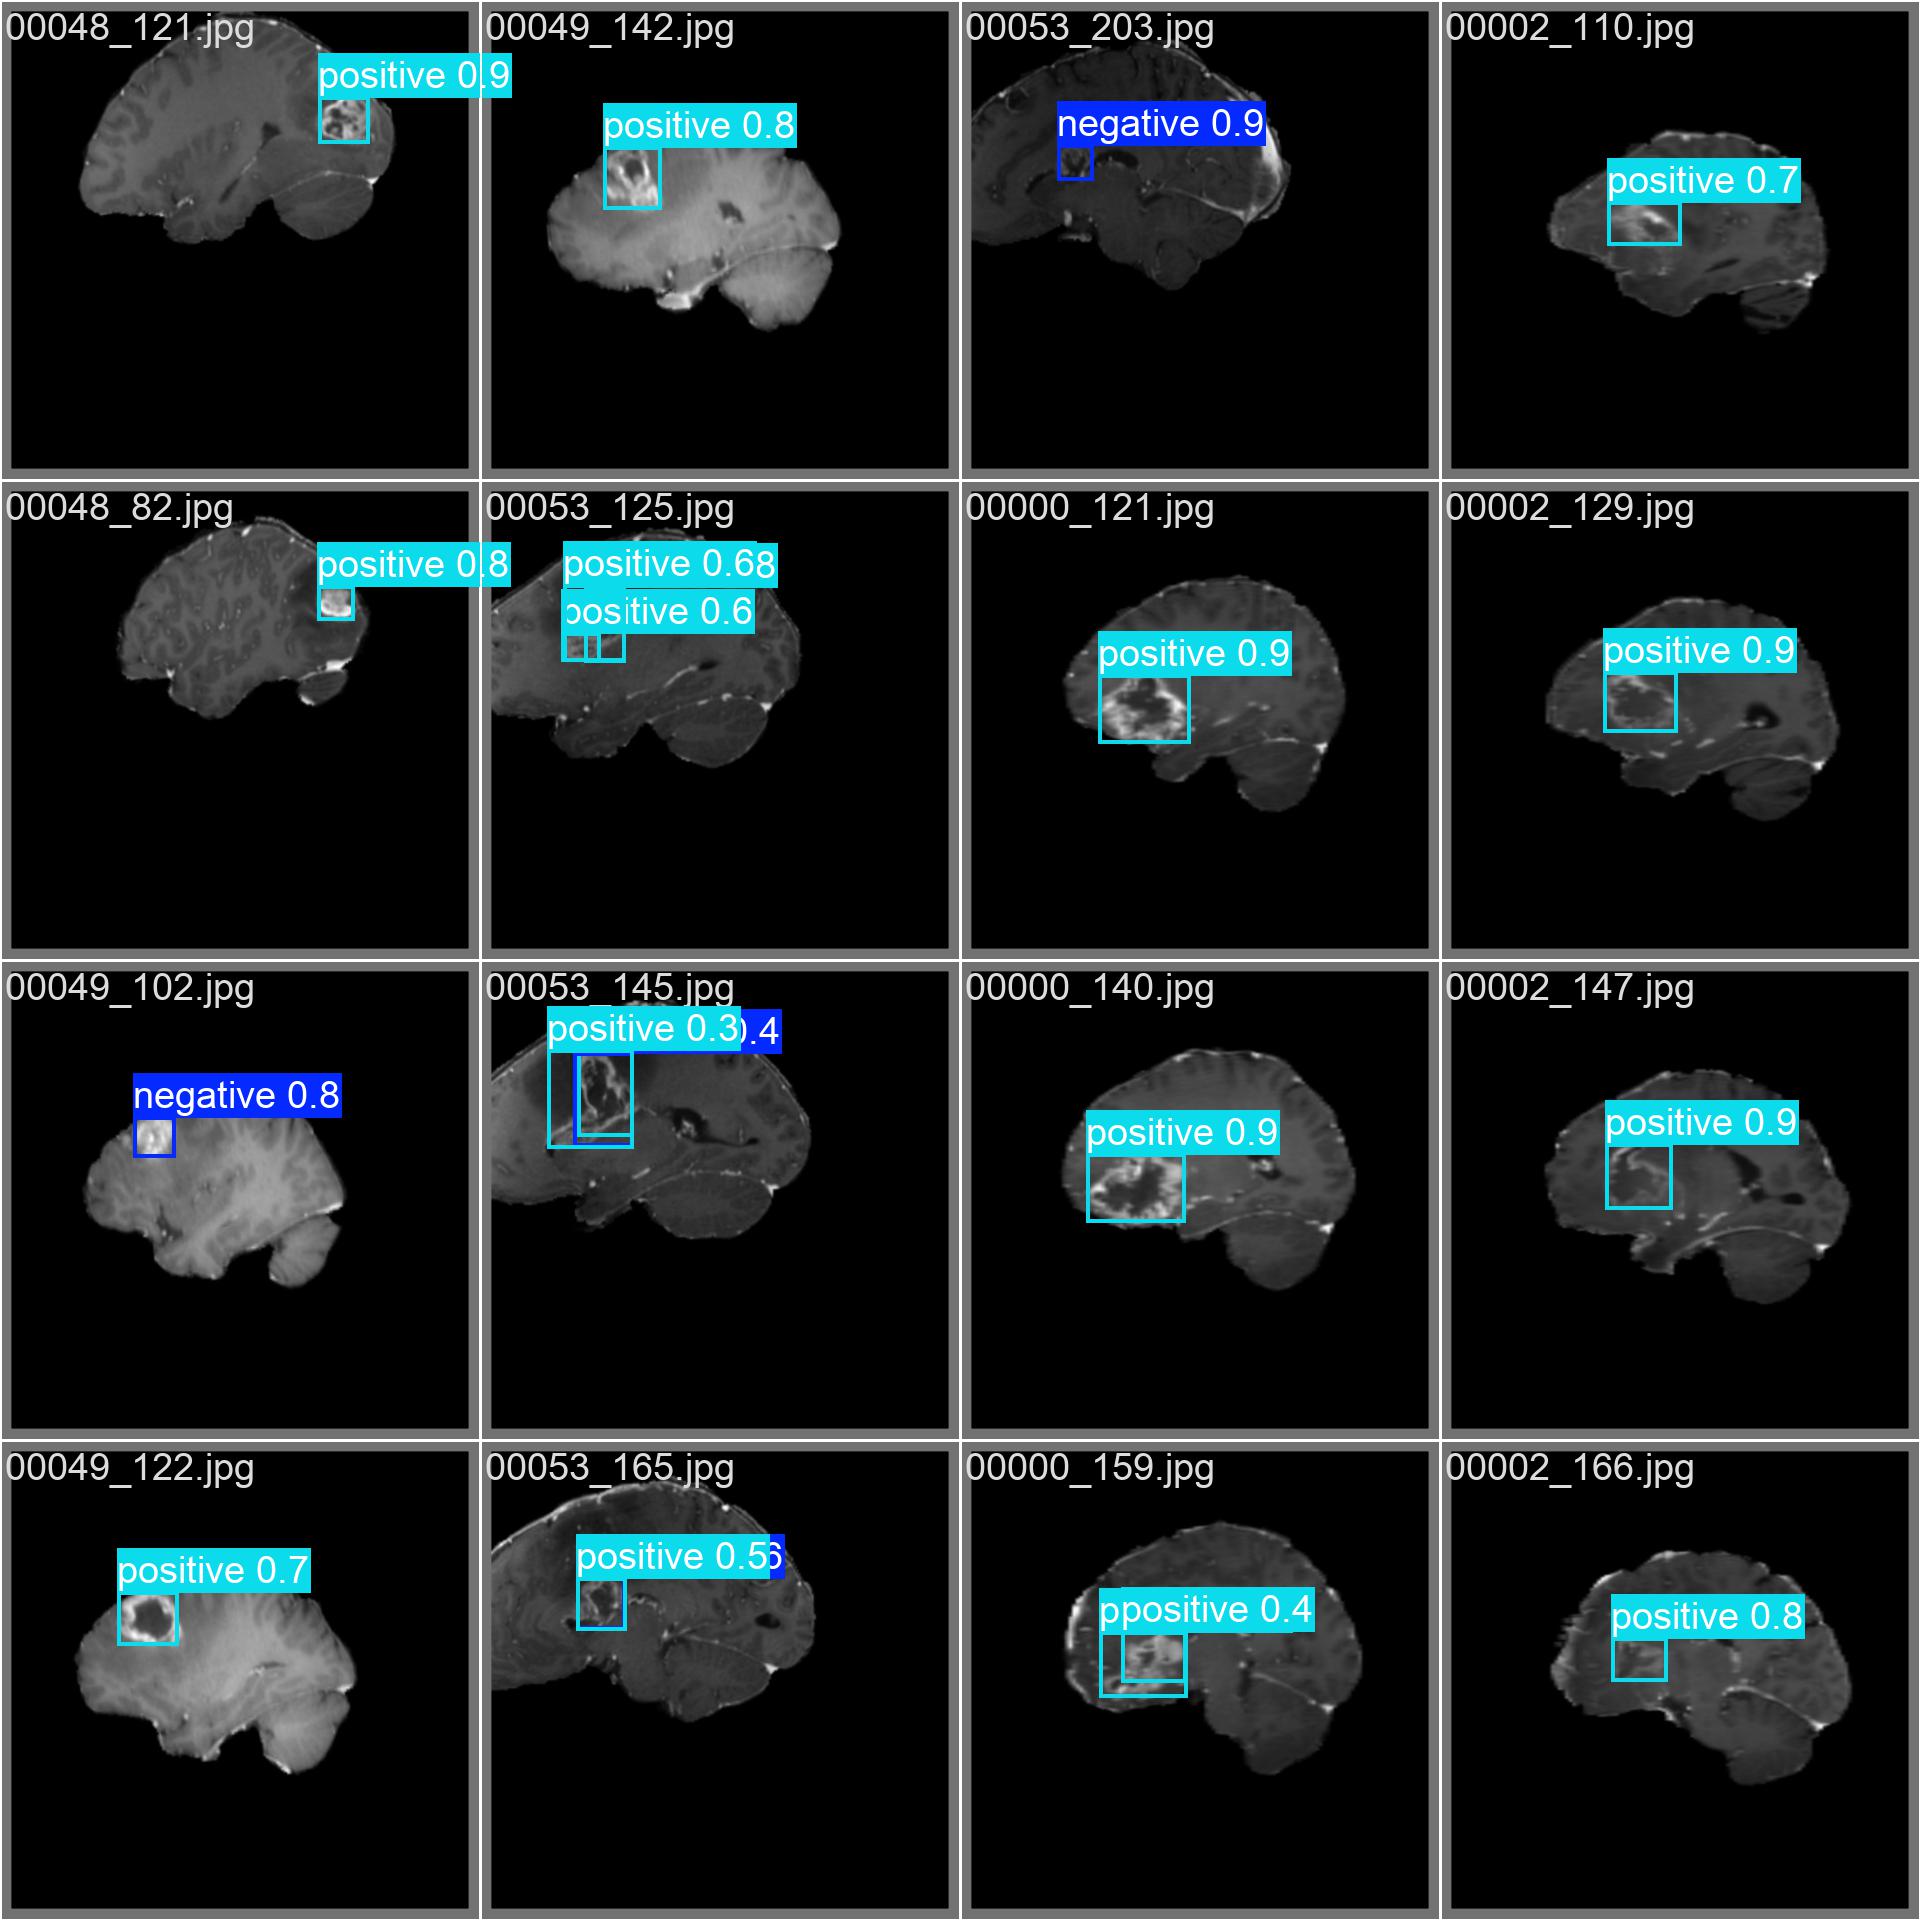 00048_121.jpg
positive 0.9
00049_142.jpg
positive 0.8
00053_203.jpg
negative 0.9
00002_110.jpg
positive 0.7
00048_82.jpg
positive 0.8
00053_125.jpg
positive 0.6
8
positive 0.6
00000_121.jpg
positive 0.9
00002_129.jpg
positive 0.9
00049_102.jpg
negative 0.8
00053_145.jpg
positive 0.3
.4
00000_140.jpg
positive 0.9
00002_147.jpg
positive 0.9
00049_122.jpg
positive 0.7
00053_165.jpg
positive 0.5
6
00000_159.jpg
p
positive 0.4
00002_166.jpg
positive 0.8